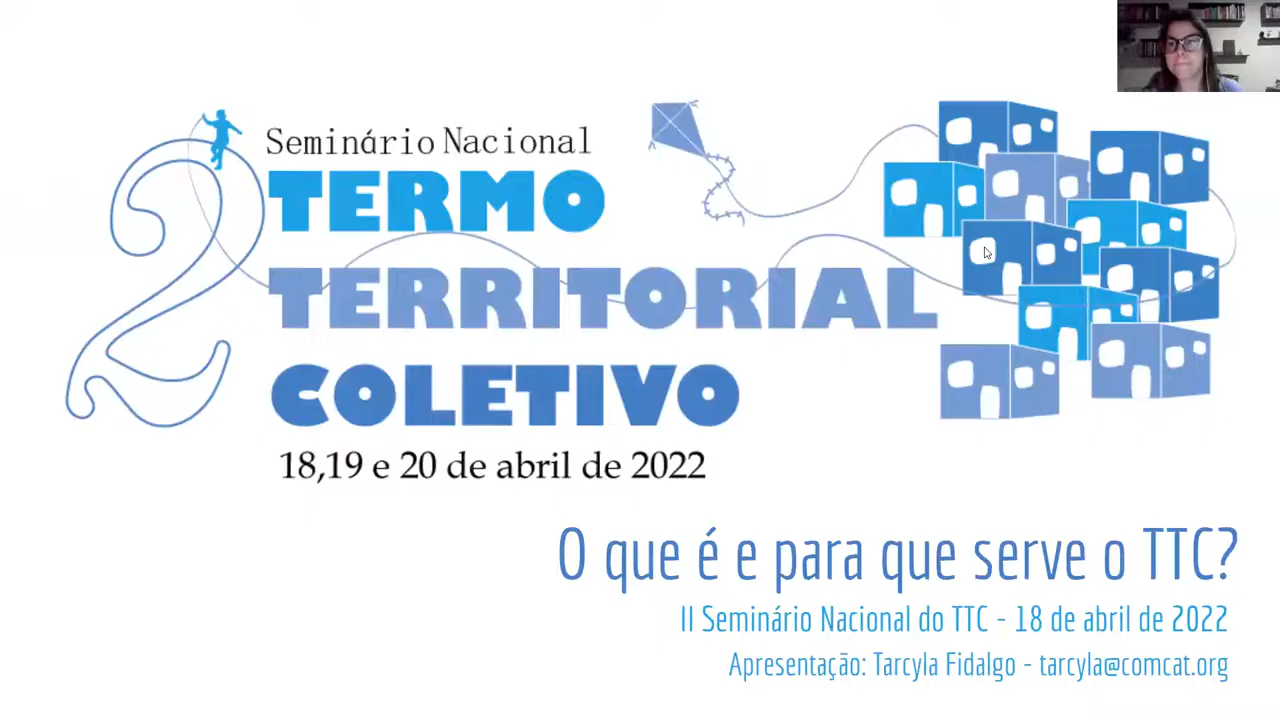 2 Seminário Nacional
TERMO
TERRITORIAL
COLETIVO
18,19 e 20 de abril de 2022
O que é e para que serve o TTC?
II Seminário Nacional do TTC - 18 de abril de 2022
Apresentação: Tarcyla Fidalgo - tarcyla@comcat.org